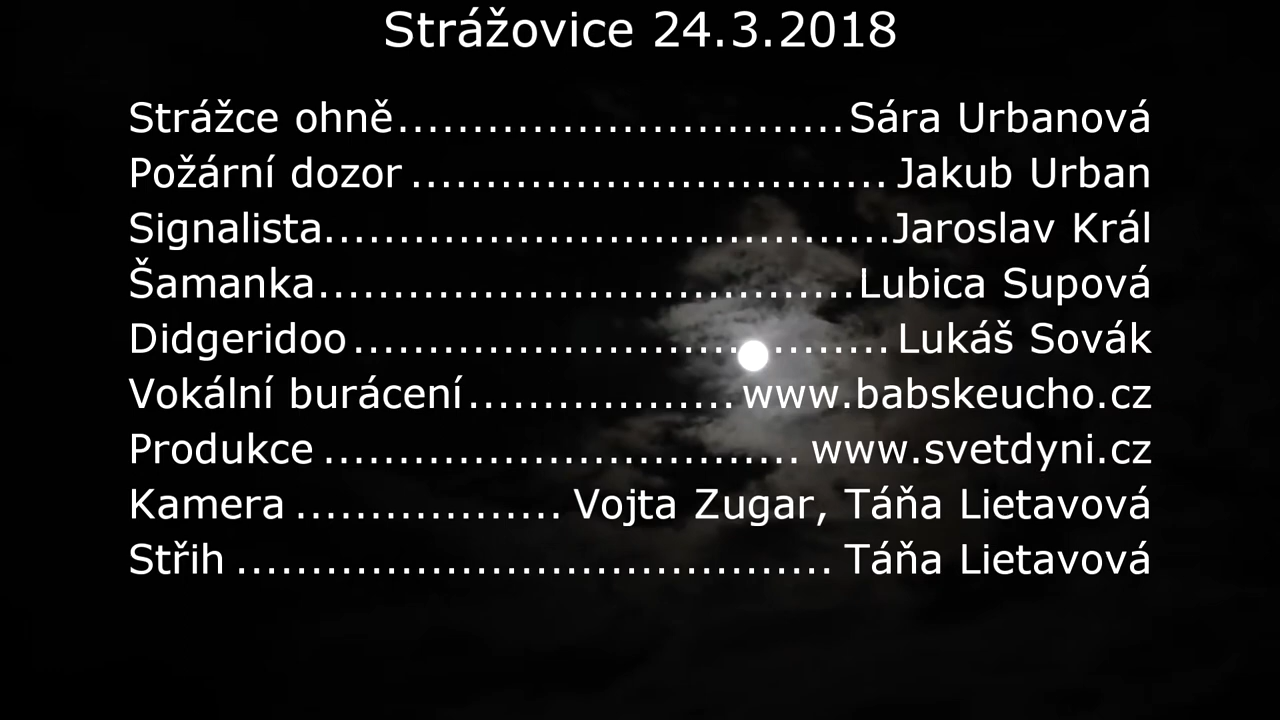 Strážovice 24.3.2018
Strážce ohně..............................Sára Urbanová
Požární dozor ................................ Jakub Urban
Signalista......................................Jaroslav Král
Šamanka....................................Lubica Supová
Didgeridoo .................................... Lukáš Sovák
Vokální burácení..................www.babskeucho.cz
Produkce ................................ www.svetdyni.cz
Kamera .................. Vojta Zugar, Táňa Lietavová
Střih ........................................ Táňa Lietavová